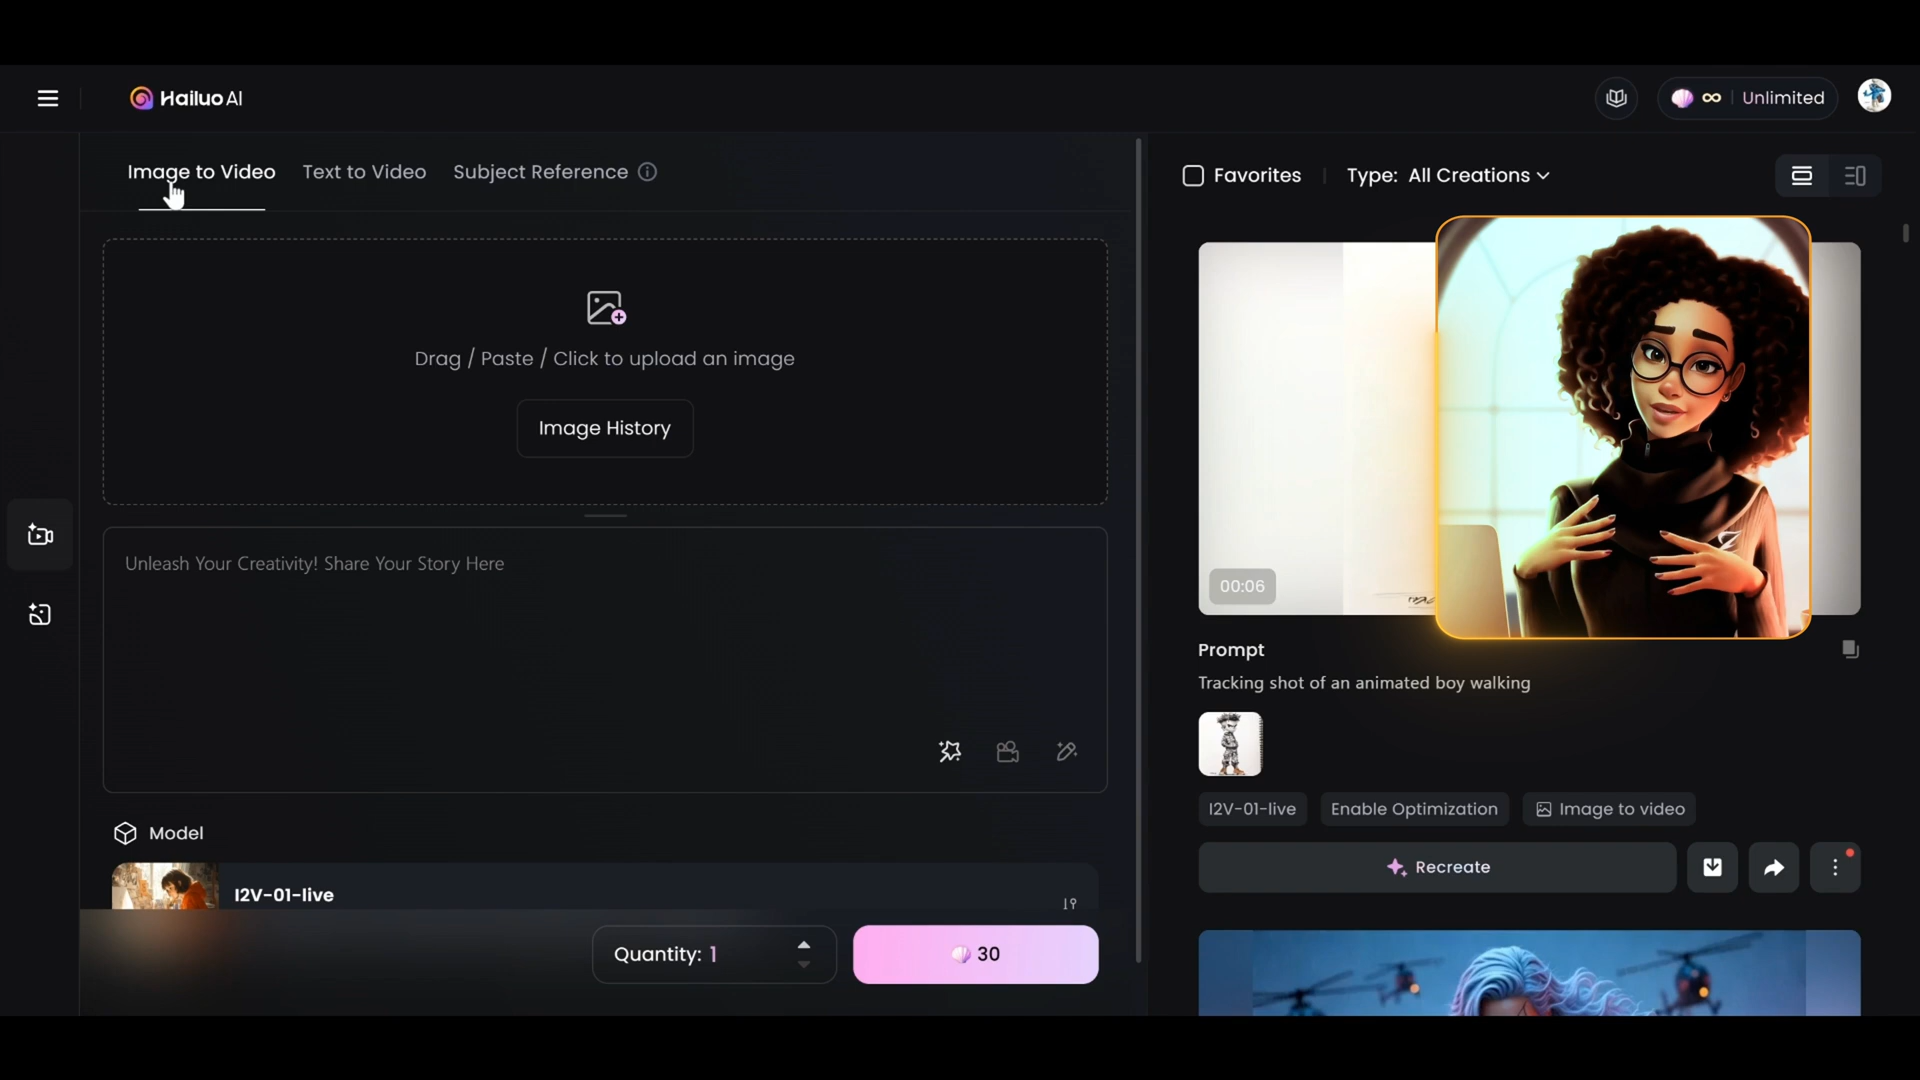 Hailuo AI
∞ | Unlimited
Image to Video
Text to Video
Subject Reference
Favorites
Type: All Creations
Drag / Paste / Click to upload an image
Image History
00:06
Unleash Your Creativity! Share Your Story Here
Prompt
Tracking shot of an animated boy walking
I2V-01-live
Enable Optimization
Image to video
Model
Recreate
I2V-01-live
Quantity: 1
30